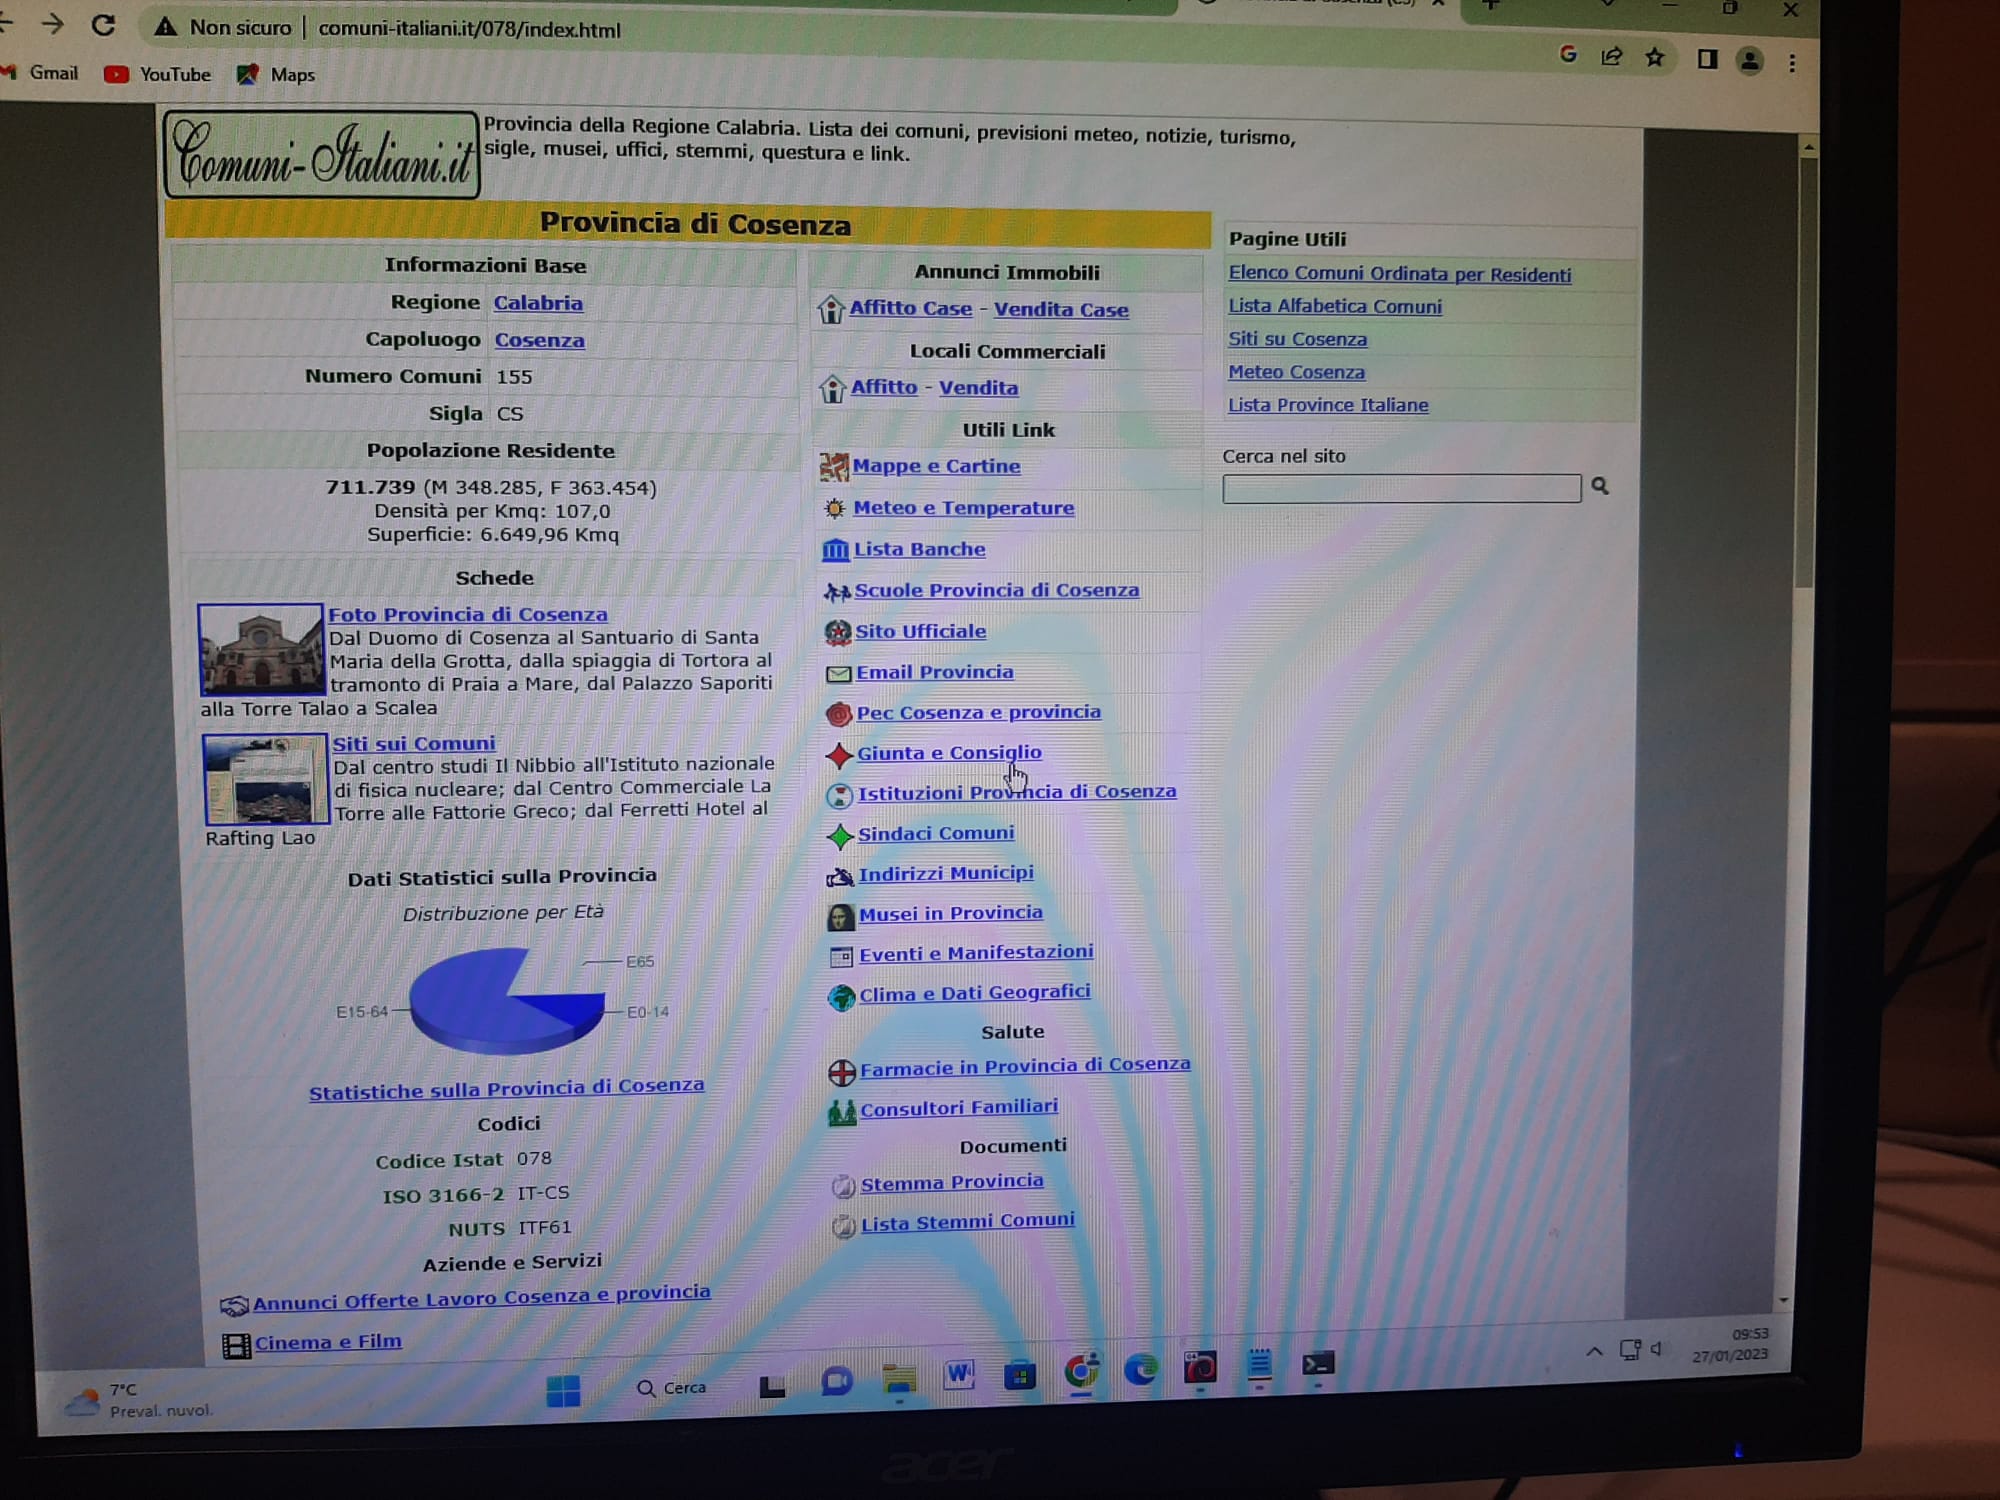 Non sicuro | comuni-italiani.it/078/index.html
Gmail YouTube Maps
Comuni-Italiani.it
Provincia della Regione Calabria. Lista dei comuni, previsioni meteo, notizie, turismo,
sigle, musei, uffici, stemmi, questura e link.
Provincia di Cosenza
Informazioni Base
Regione Calabria
Capoluogo Cosenza
Numero Comuni 155
Sigla CS
Popolazione Residente
711.739 (M 348.285, F 363.454)
Densità per Kmq: 107,0
Superficie: 6.649,96 Kmq
Schede
Foto Provincia di Cosenza
Dal Duomo di Cosenza al Santuario di Santa
Maria della Grotta, dalla spiaggia di Tortora al
tramonto di Praia a Mare, dal Palazzo Saporiti
alla Torre Talao a Scalea
Siti sui Comuni
Dal centro studi Il Nibbio all'Istituto nazionale
di fisica nucleare; dal Centro Commerciale La
Torre alle Fattorie Greco; dal Ferretti Hotel al
Rafting Lao
Dati Statistici sulla Provincia
Distribuzione per Età
E65
E15-64
E0-14
Statistiche sulla Provincia di Cosenza
Codici
Codice Istat 078
ISO 3166-2 IT-CS
NUTS ITF61
Aziende e Servizi
Annunci Offerte Lavoro Cosenza e provincia
Cinema e Film
Annunci Immobili
Affitto Case - Vendita Case
Locali Commerciali
Affitto - Vendita
Utili Link
Mappe e Cartine
Meteo e Temperature
Lista Banche
Scuole Provincia di Cosenza
Sito Ufficiale
Email Provincia
Pec Cosenza e provincia
Giunta e Consiglio
Istituzioni Provincia di Cosenza
Sindaci Comuni
Indirizzi Municipi
Musei in Provincia
Eventi e Manifestazioni
Clima e Dati Geografici
Salute
Farmacie in Provincia di Cosenza
Consultori Familiari
Documenti
Stemma Provincia
Lista Stemmi Comuni
Pagine Utili
Elenco Comuni Ordinata per Residenti
Lista Alfabetica Comuni
Siti su Cosenza
Meteo Cosenza
Lista Province Italiane
Cerca nel sito
7°C
Preval. nuvol.
Cerca
09:53
27/01/2023
acer